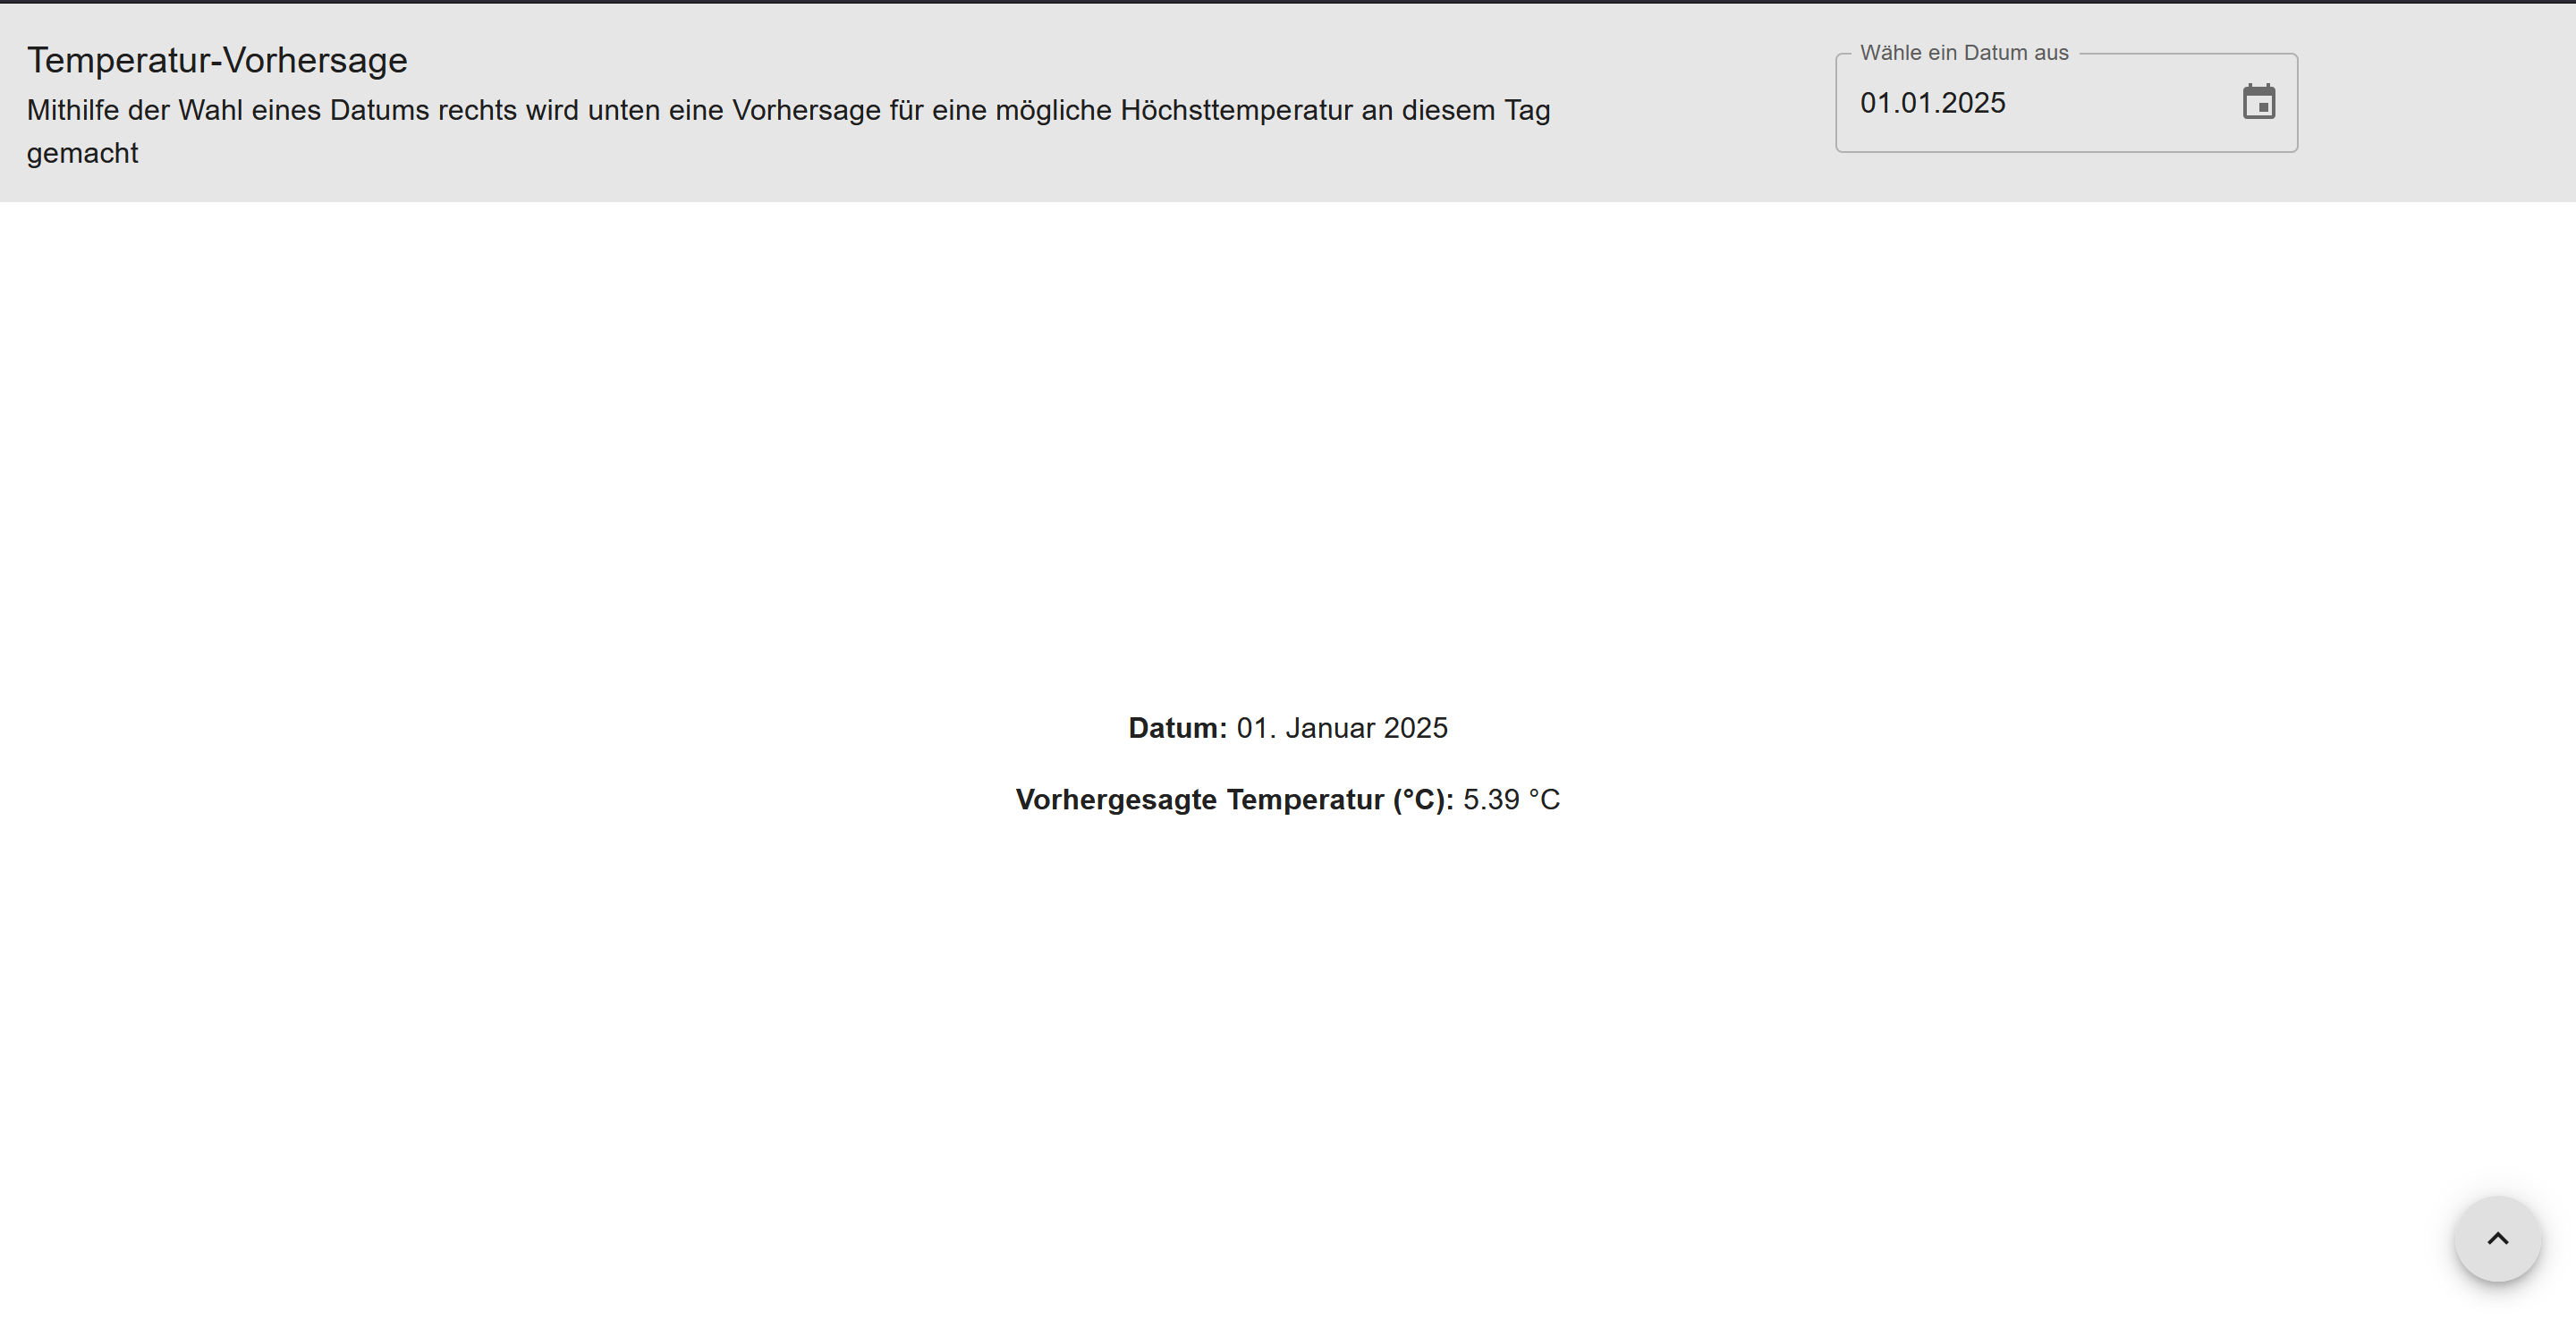 Temperatur-Vorhersage
Mithilfe der Wahl eines Datums rechts wird unten eine Vorhersage für eine mögliche Höchsttemperatur an diesem Tag
gemacht
Wähle ein Datum aus
01.01.2025
Datum: 01. Januar 2025
Vorhergesagte Temperatur (°C): 5.39 °C